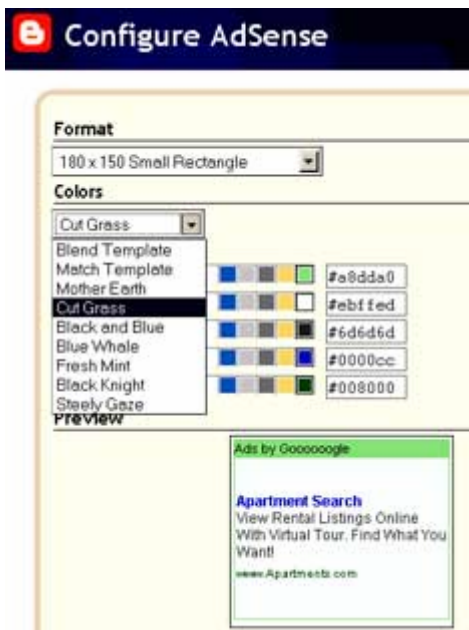 Configure AdSense
Format
180 x 150 Small Rectangle
Colors
Cut Grass
Blend Template
Match Template
Mother Earth
Cut Grass
Black and Blue
Blue Whale
Fresh Mint
Black Knight
Steely Gaze
#a8dda0
#ebffed
#6d6d6d
#0000cc
#008000
Preview
Ads by Goooooogle
Apartment Search
View Rental Listings Online
With Virtual Tour. Find What You
Want!
www.Apartments.com